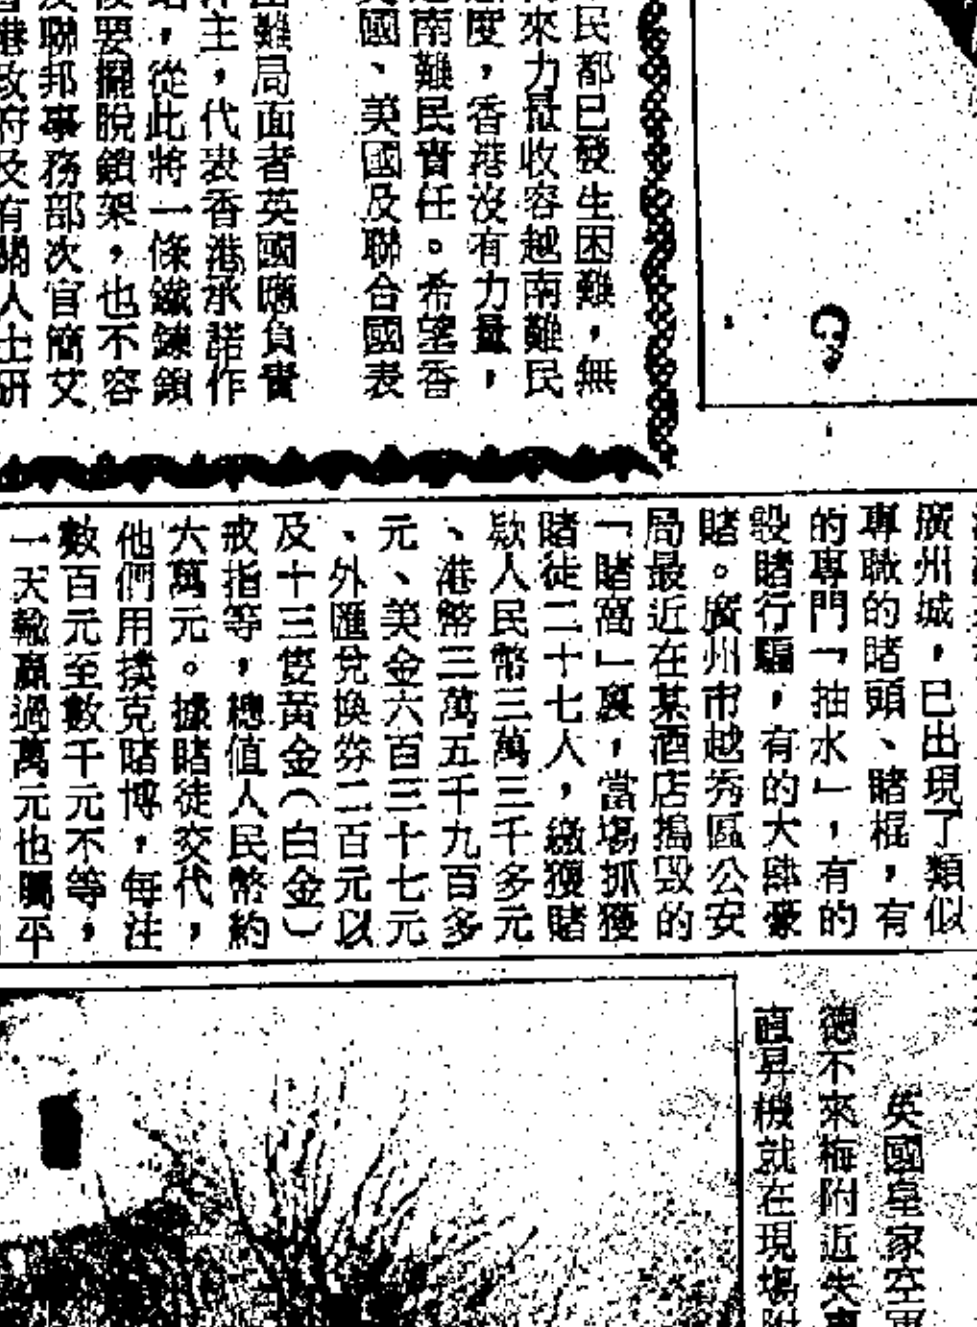 民都已發生困難，無
來力量收容越南難民
度，香港沒有力量，
南難民責任。希望香
國、美國及聯合國表
難局面者英國應負責
主，代表香港承諾作
，從此將一條鐵鍊鎖
要擺脫鎖架，也不容
聯邦事務部次官簡艾
港政府及有關人士研
廣州城，已出現了類似
專職的賭頭、賭棍，有
的專門「抽水」，有的
設賭行騙，有的大肆豪
賭。廣州市越秀區公安
局最近在某酒店搗毀的
「賭窩」裏，當場抓獲
賭徒二十七人，繳獲賭
欵人民幣三萬三千多元
、港幣三萬五千九百多
元、美金六百三十七元
、外匯兌換券二百元以
及十三隻黃金（白金）
戒指等，總值人民幣約
六萬元。據賭徒交代，
他們用撲克賭博，每注
數百元至數千元不等，
一天輸贏過萬元也屬平
英國皇家空軍
德不來梅附近失事
直昇機就在現場附